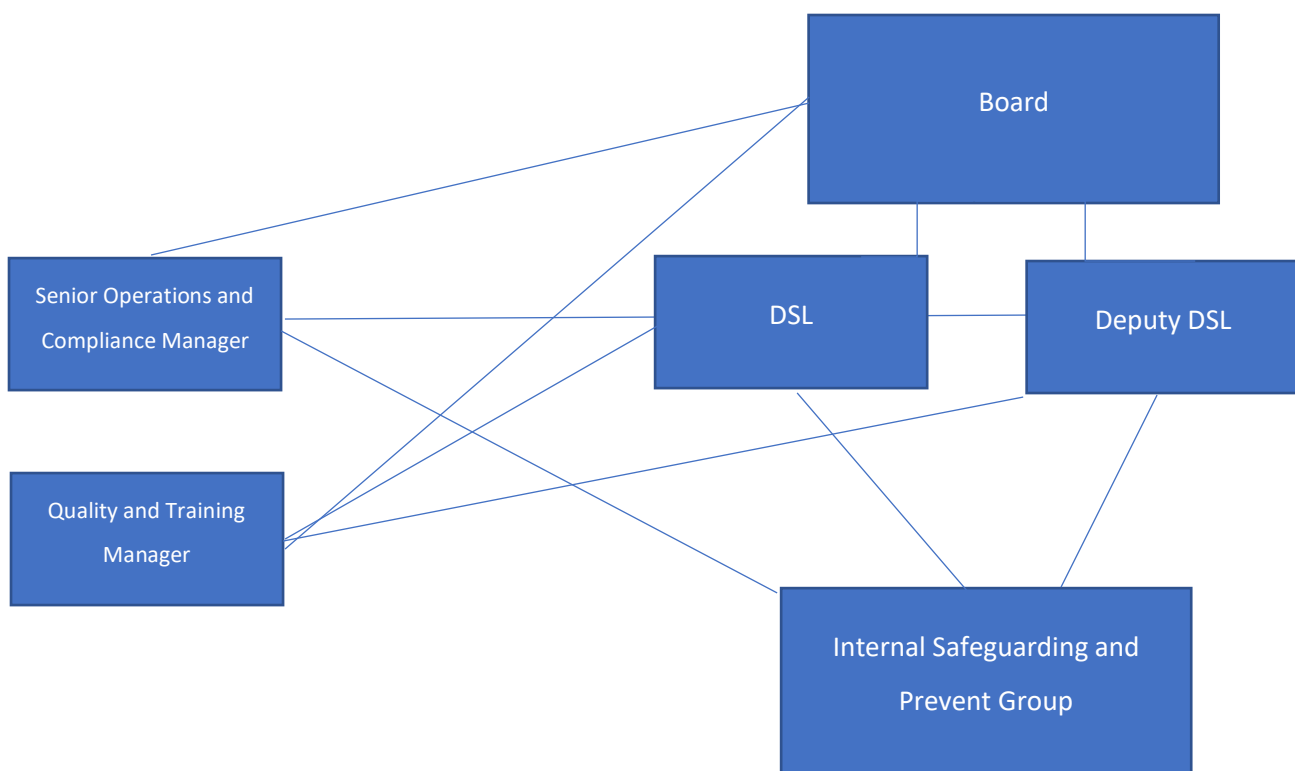 Board
Senior Operations and
Compliance Manager
DSL
Deputy DSL
Quality and Training
Manager
Internal Safeguarding and
Prevent Group